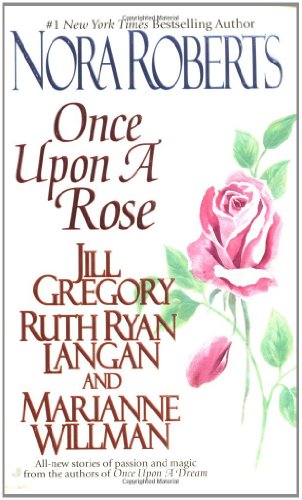 #1 New York Times Bestselling Author
NORA ROBERTS
Once
Upon A
Rose
JILL
GREGORY
RUTH RYAN
LANGAN
AND
MARIANNE
WILLMAN
All-new stories of passion and magic
from the authors of Once Upon A Dream